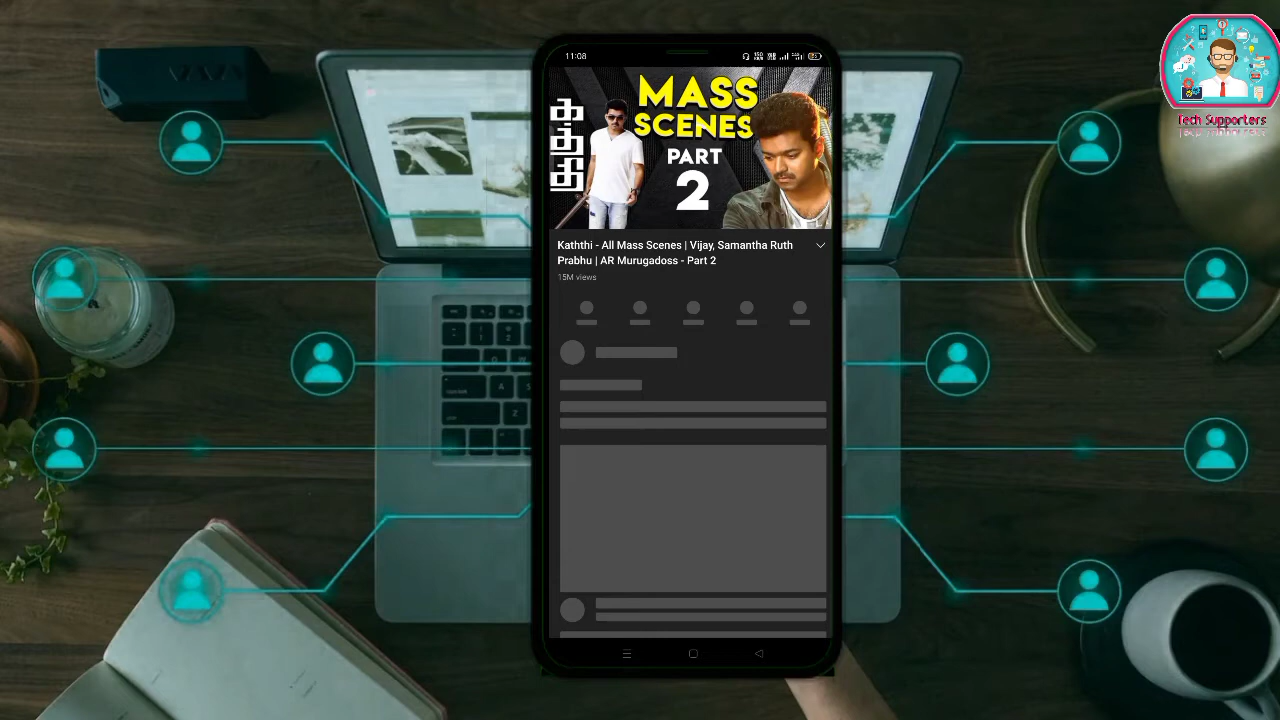 11:08
கத்தி
MASS
SCENES
PART
2
Kaththi - All Mass Scenes | Vijay, Samantha Ruth
Prabhu | AR Murugadoss - Part 2
15M views
Tech Supporters